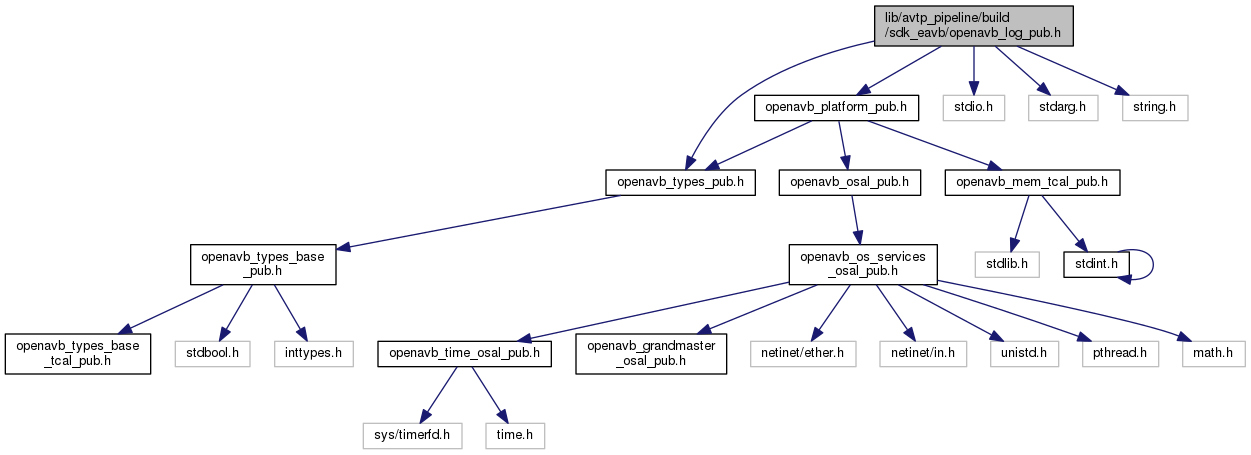 lib/avtp_pipeline/build
/sdk_eavb/openavb_log_pub.h
openavb_platform_pub.h
stdio.h
stdarg.h
string.h
openavb_types_pub.h
openavb_osal_pub.h
openavb_mem_tcal_pub.h
openavb_types_base
_pub.h
openavb_os_services
_osal_pub.h
stdlib.h
stdint.h
openavb_types_base
_tcal_pub.h
stdbool.h
inttypes.h
openavb_time_osal_pub.h
openavb_grandmaster
_osal_pub.h
netinet/ether.h
netinet/in.h
unistd.h
pthread.h
math.h
sys/timerfd.h
time.h